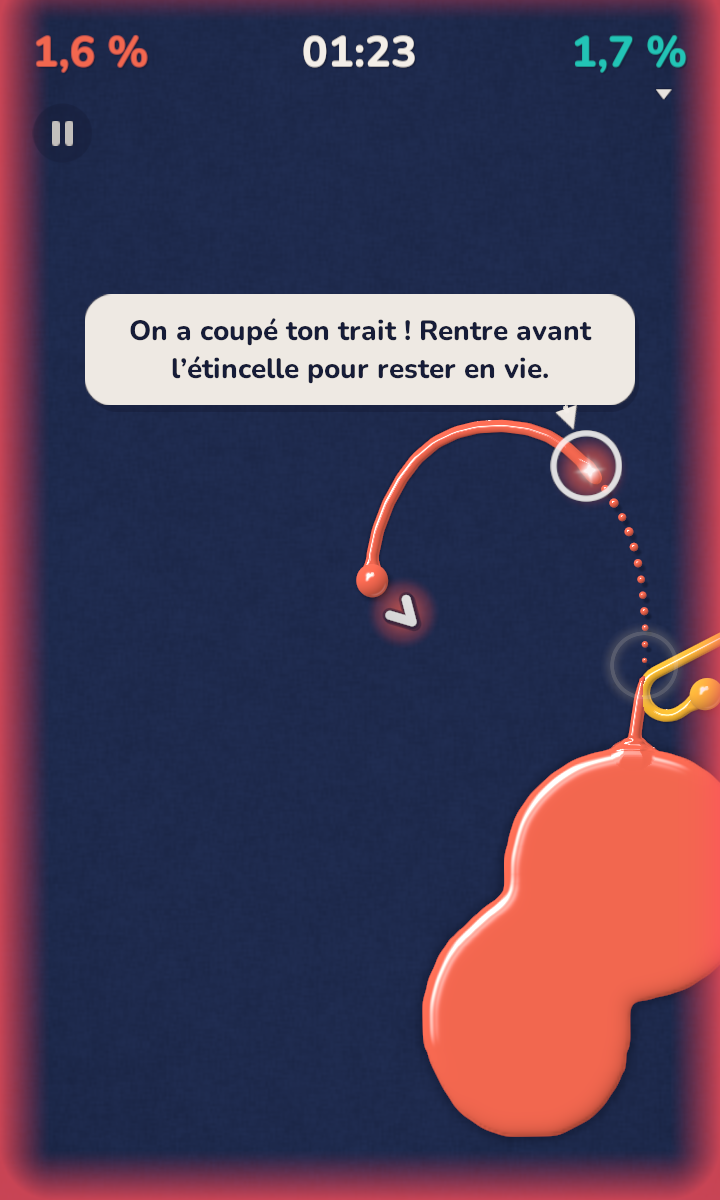 1,6 % 01:23 1,7 %
On a coupé ton trait ! Rentre avant
l’étincelle pour rester en vie.